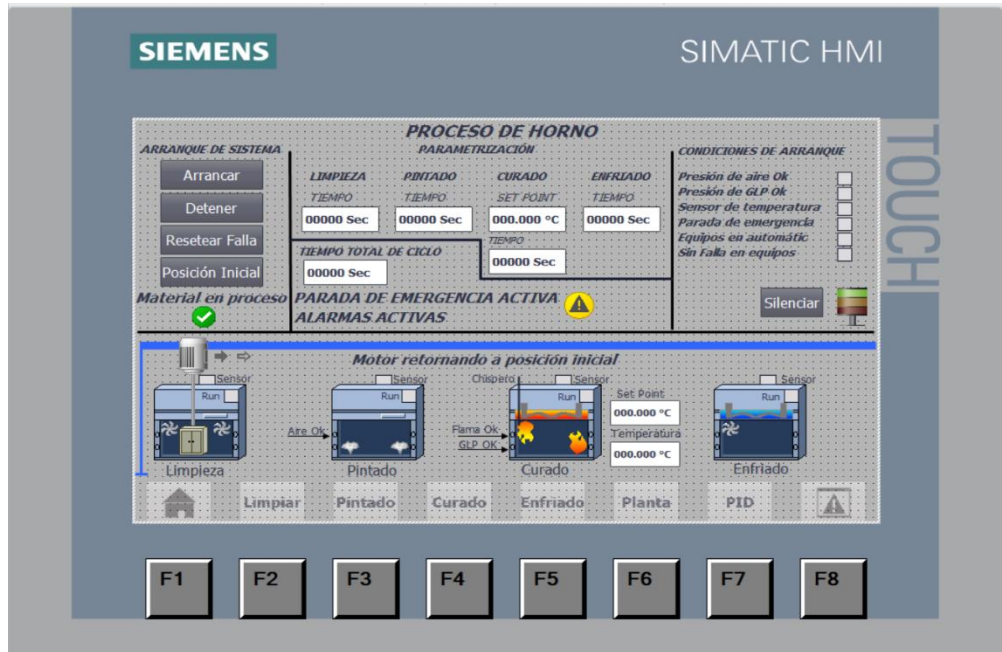 SIEMENS
SIMATIC HMI
TOUCH
PROCESO DE HORNO
ARRANQUE DE SISTEMA
PARAMETRIZACIÓN
CONDICIONES DE ARRANQUE
Arrancar
Detener
Resetear Falla
Posición Inicial
Material en proceso
LIMPIEZA PINTADO CURADO ENFRIADO
TIEMPO TIEMPO SET POINT TIEMPO
00000 Sec 00000 Sec 000.000 °C 00000 Sec
TIEMPO TOTAL DE CICLO
00000 Sec
TIEMPO
00000 Sec
PARADA DE EMERGENCIA ACTIVA
ALARMAS ACTIVAS
Presión de aire Ok
Presión de GLP Ok
Sensor de temperatura
Parada de emergencia
Equipos en automátic
Sin Falla en equipos
Silenciar
Motor retornando a posición inicial
Sensor
Run
Limpieza
Sensor
Run
Aire Ok
Pintado
Chispero
Sensor
Run
Flama Ok
GLP OK
Curado
Set Point
000.000 °C
Temperatura
000.000 °C
Sensor
Run
Enfriado
Limpiar Pintado Curado Enfriado Planta PID
F1 F2 F3 F4 F5 F6 F7 F8